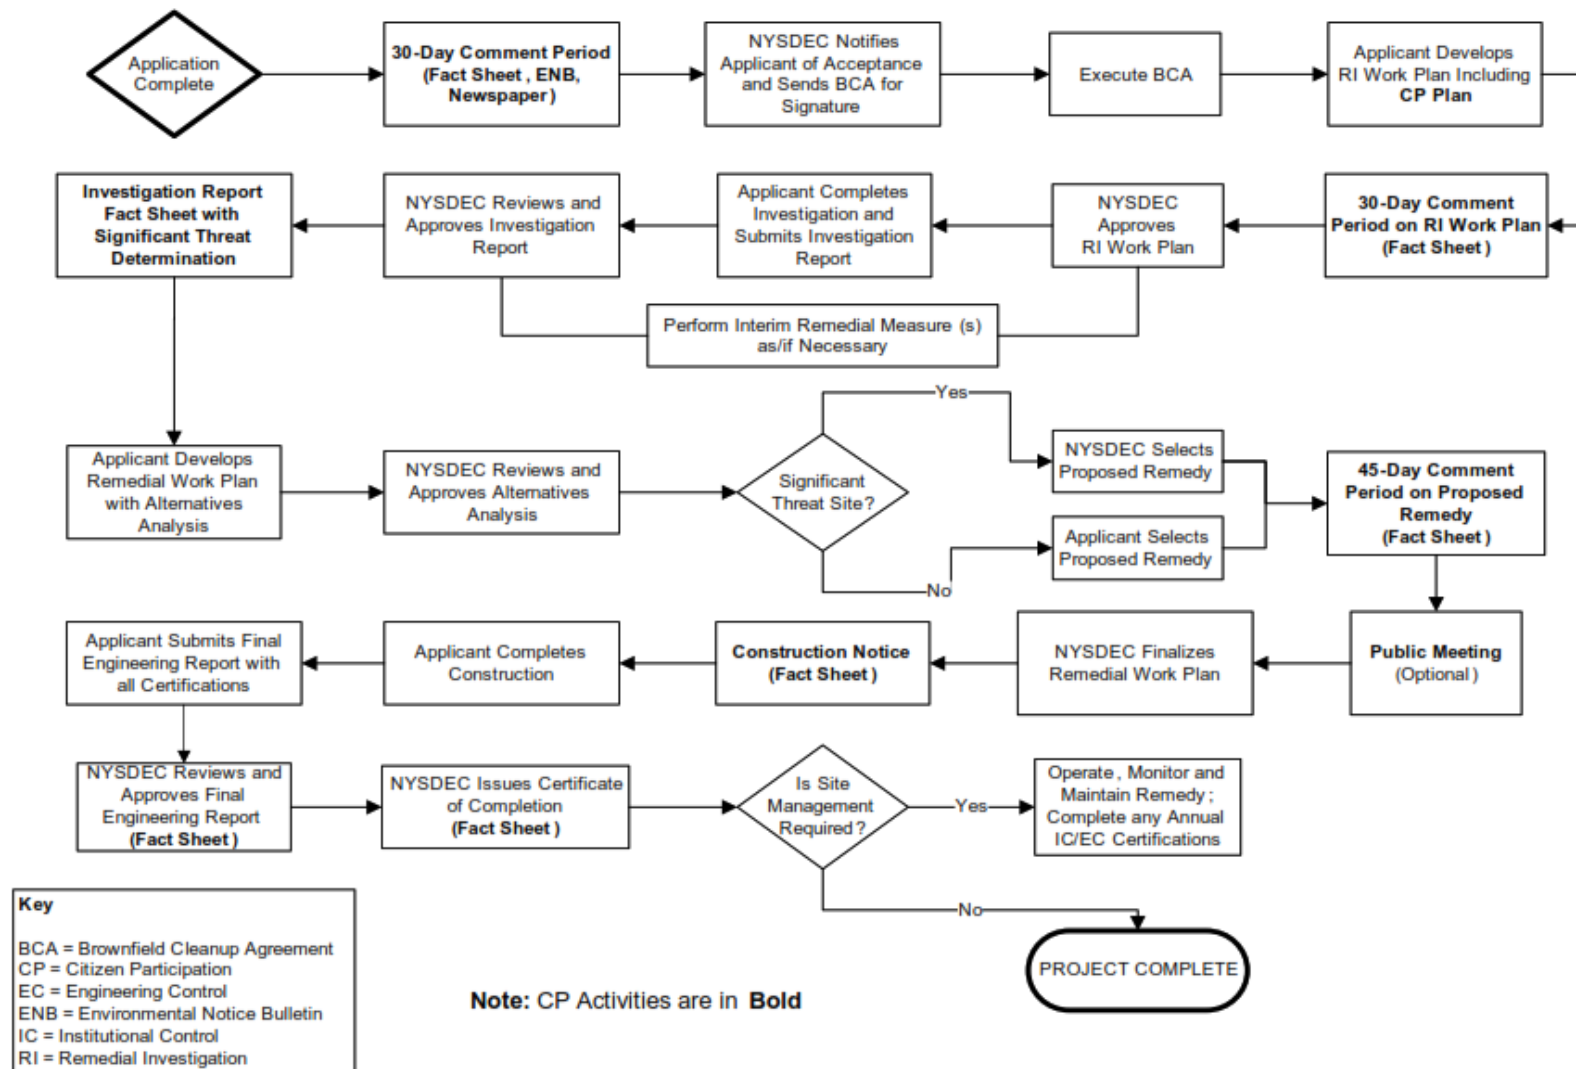 Application
Complete
30-Day Comment Period
(Fact Sheet , ENB,
Newspaper )
NYSDEC Notifies
Applicant of Acceptance
and Sends BCA for
Signature
Execute BCA
Applicant Develops
RI Work Plan Including
CP Plan
30-Day Comment
Period on RI Work Plan
(Fact Sheet )
NYSDEC
Approves
RI Work Plan
Applicant Completes
Investigation and
Submits Investigation
Report
NYSDEC Reviews and
Approves Investigation
Report
Investigation Report
Fact Sheet with
Significant Threat
Determination
Perform Interim Remedial Measure (s)
as/if Necessary
Applicant Develops
Remedial Work Plan
with Alternatives
Analysis
NYSDEC Reviews and
Approves Alternatives
Analysis
Significant
Threat Site?
Yes
NYSDEC Selects
Proposed Remedy
No
Applicant Selects
Proposed Remedy
45-Day Comment
Period on Proposed
Remedy
(Fact Sheet )
Public Meeting
(Optional )
NYSDEC Finalizes
Remedial Work Plan
Construction Notice
(Fact Sheet )
Applicant Completes
Construction
Applicant Submits Final
Engineering Report with
all Certifications
NYSDEC Reviews and
Approves Final
Engineering Report
(Fact Sheet )
NYSDEC Issues Certificate
of Completion
(Fact Sheet )
Is Site
Management
Required ?
Yes
Operate , Monitor and
Maintain Remedy ;
Complete any Annual
IC/EC Certifications
No
PROJECT COMPLETE
Key
BCA = Brownfield Cleanup Agreement
CP = Citizen Participation
EC = Engineering Control
ENB = Environmental Notice Bulletin
IC = Institutional Control
RI = Remedial Investigation
Note: CP Activities are in Bold